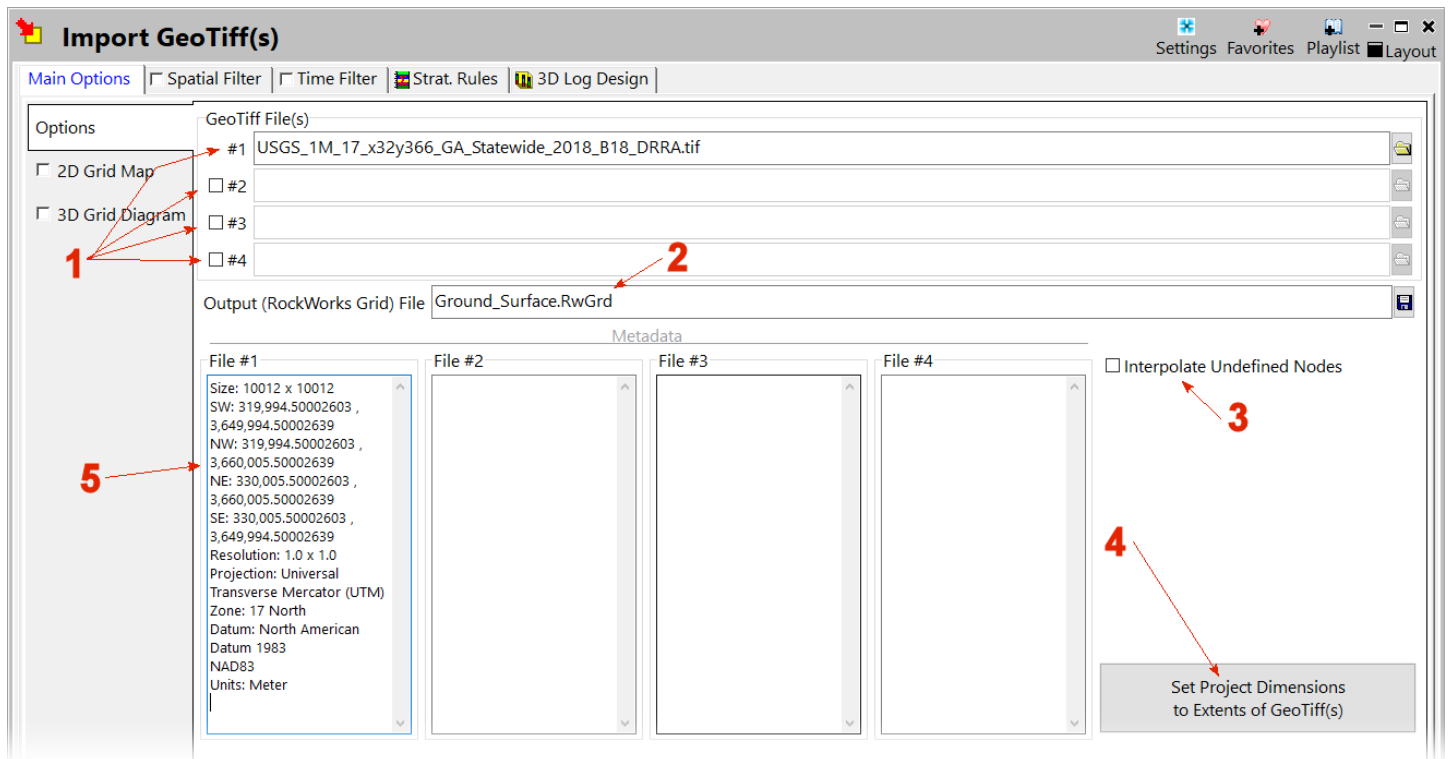 Import GeoTiff(s)
Settings Favorites Playlist Layout
Main Options Spatial Filter Time Filter Strat. Rules 3D Log Design
Options
2D Grid Map
3D Grid Diagram
GeoTiff File(s)
#1 USGS_1M_17_x32y366_GA_Statewide_2018_B18_DRRA.tif
#2
#3
#4
1
2
Output (RockWorks Grid) File Ground_Surface.RwGrd
Metadata
File #1 File #2 File #3 File #4
Size: 10012 x 10012
SW: 319,994.50002603 ,
3,649,994.50002639
NW: 319,994.50002603 ,
3,660,005.50002639
NE: 330,005.50002603 ,
3,660,005.50002639
SE: 330,005.50002603 ,
3,649,994.50002639
Resolution: 1.0 x 1.0
Projection: Universal
Transverse Mercator (UTM)
Zone: 17 North
Datum: North American
Datum 1983
NAD83
Units: Meter
5
Interpolate Undefined Nodes
3
4
Set Project Dimensions
to Extents of GeoTiff(s)